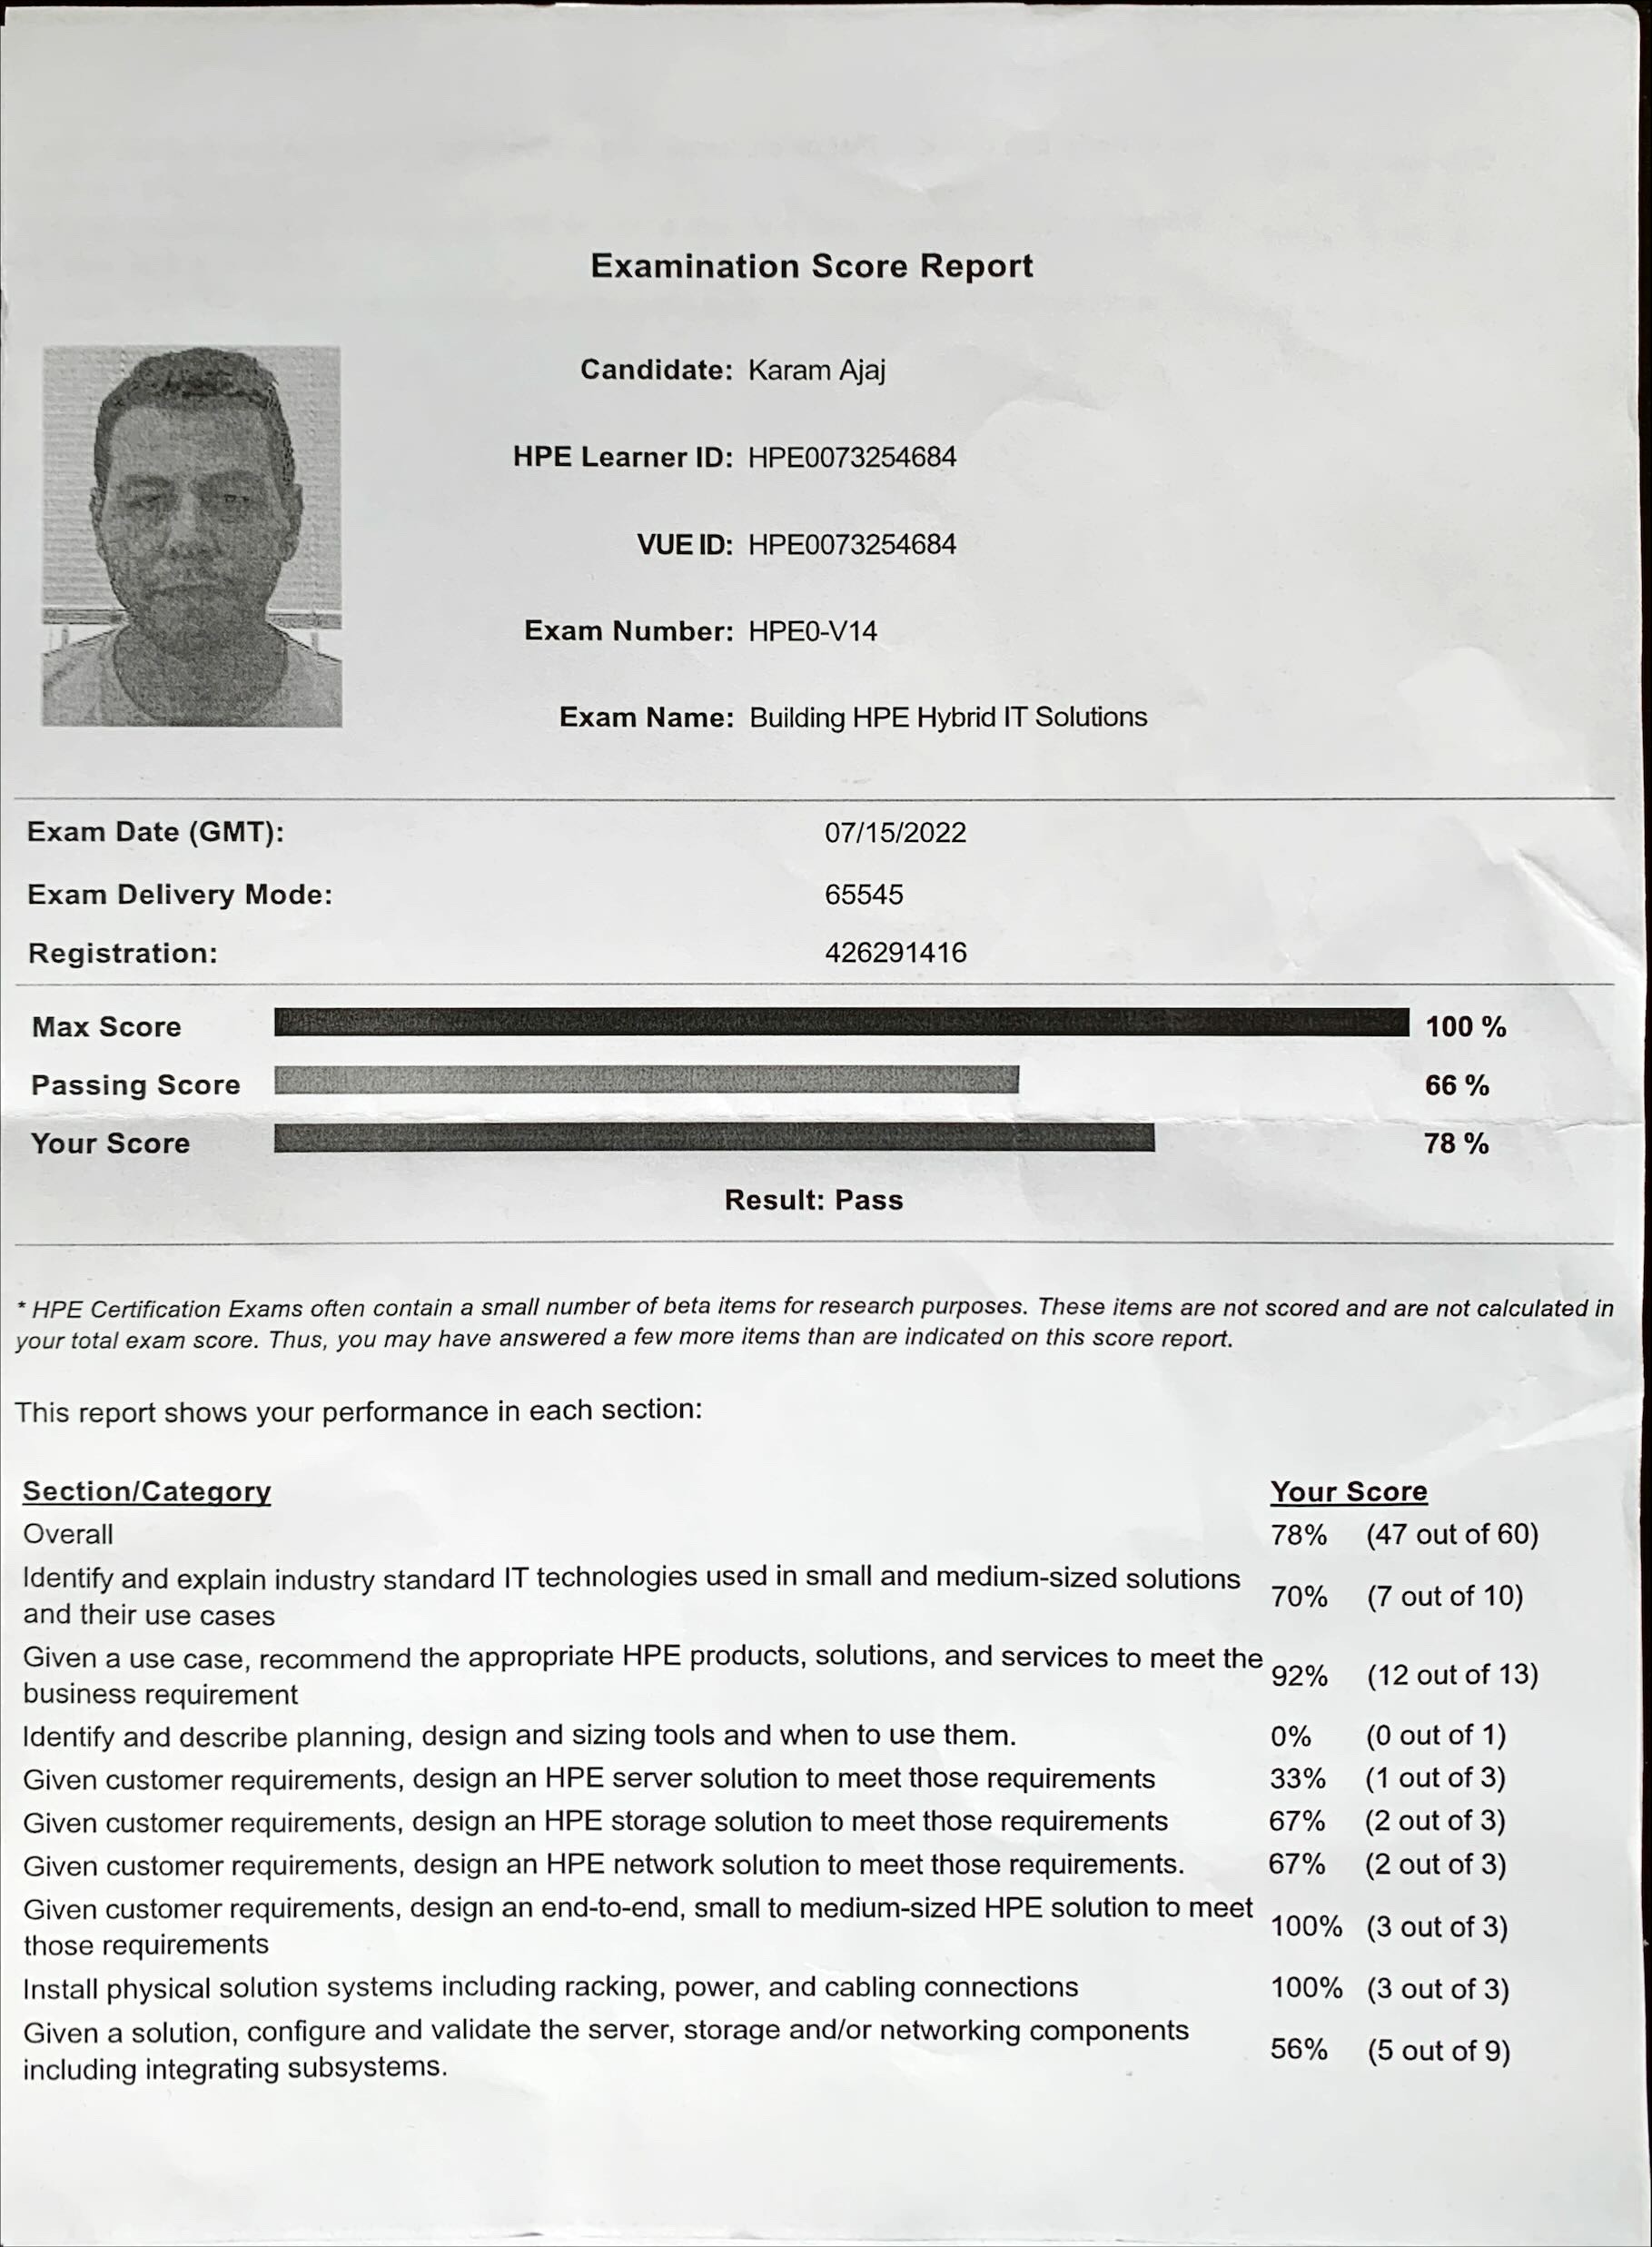 Examination Score Report
Candidate: Karam Ajaj
HPE Learner ID: HPE0073254684
VUE ID: HPE0073254684
Exam Number: HPE0-V14
Exam Name: Building HPE Hybrid IT Solutions
Exam Date (GMT): 07/15/2022
Exam Delivery Mode: 65545
Registration: 426291416
Max Score 100 %
Passing Score 66 %
Your Score 78 %
Result: Pass
* HPE Certification Exams often contain a small number of beta items for research purposes. These items are not scored and are not calculated in
your total exam score. Thus, you may have answered a few more items than are indicated on this score report.
This report shows your performance in each section:
Section/Category Your Score
Overall 78% (47 out of 60)
Identify and explain industry standard IT technologies used in small and medium-sized solutions
and their use cases 70% (7 out of 10)
Given a use case, recommend the appropriate HPE products, solutions, and services to meet the
business requirement 92% (12 out of 13)
Identify and describe planning, design and sizing tools and when to use them. 0% (0 out of 1)
Given customer requirements, design an HPE server solution to meet those requirements 33% (1 out of 3)
Given customer requirements, design an HPE storage solution to meet those requirements 67% (2 out of 3)
Given customer requirements, design an HPE network solution to meet those requirements. 67% (2 out of 3)
Given customer requirements, design an end-to-end, small to medium-sized HPE solution to meet
those requirements 100% (3 out of 3)
Install physical solution systems including racking, power, and cabling connections 100% (3 out of 3)
Given a solution, configure and validate the server, storage and/or networking components
including integrating subsystems. 56% (5 out of 9)